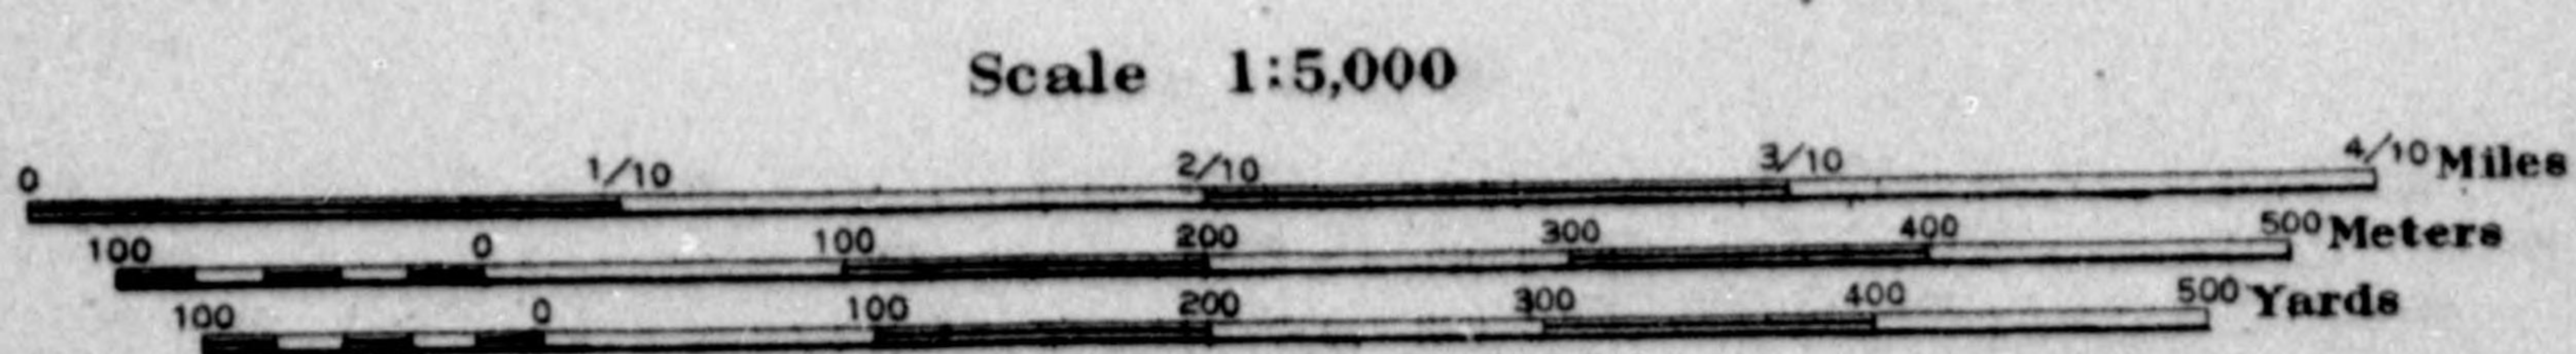 Scale 1:5,000
0 1/10 2/10 3/10 4/10 Miles
100 0 100 200 300 400 500 Meters
100 0 100 200 300 400 500 Yards